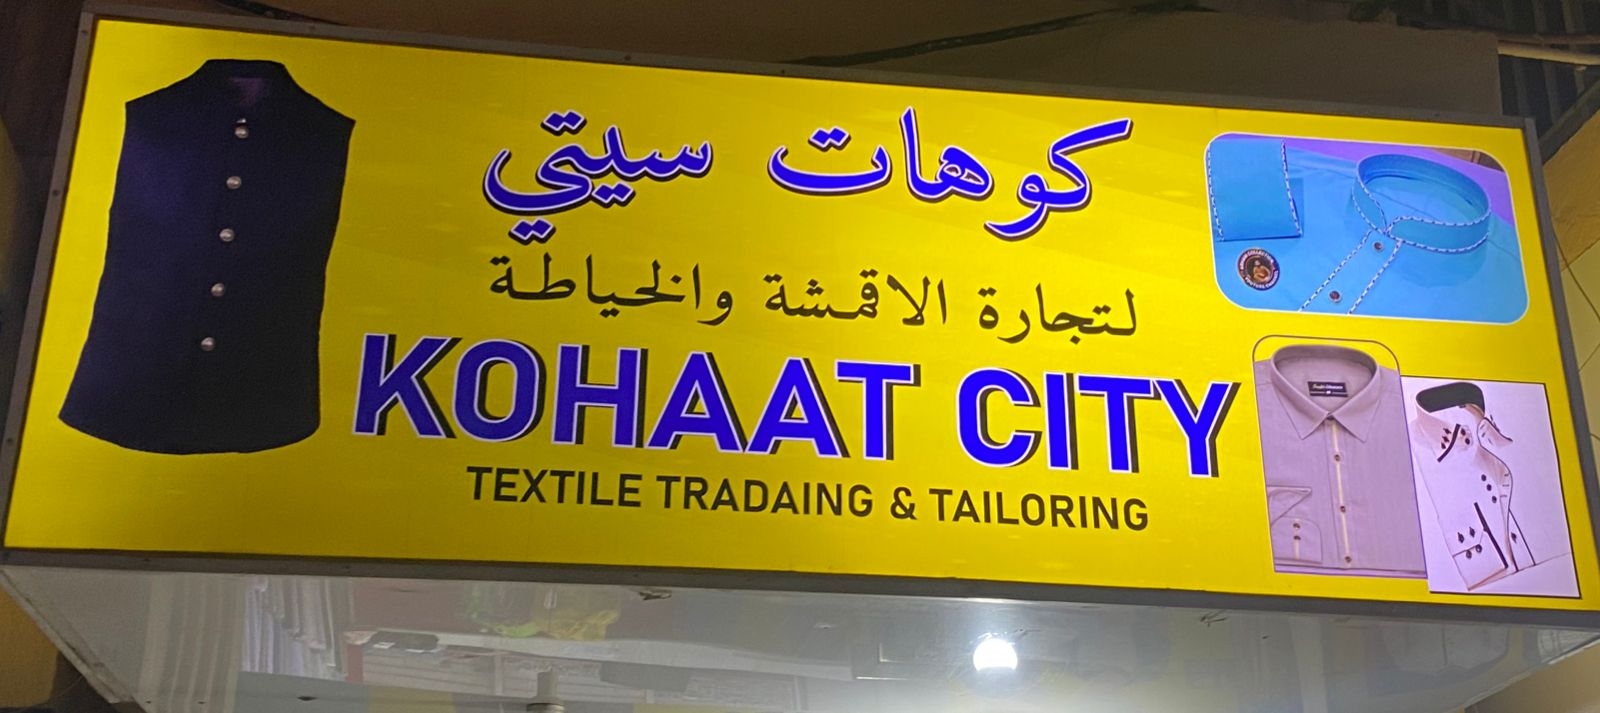 كوهات سيتي
لتجارة الاقمشة والخياطة
KOHAAT CITY
TEXTILE TRADAING & TAILORING